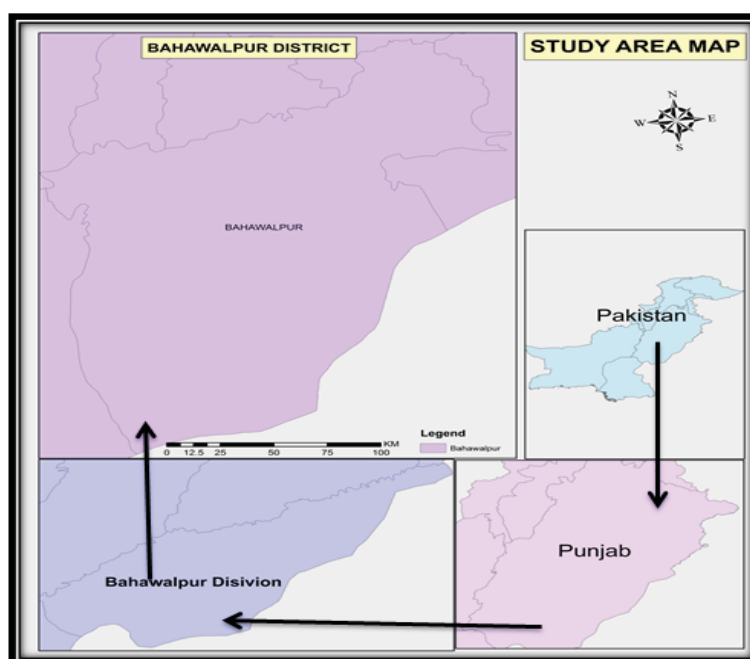 BAHAWALPUR DISTRICT
STUDY AREA MAP
N
W E
S
BAHAWALPUR
Pakistan
Legend
Bahawalpur
KM
0 12.5 25 50 75 100
Bahawalpur Disivion
Punjab